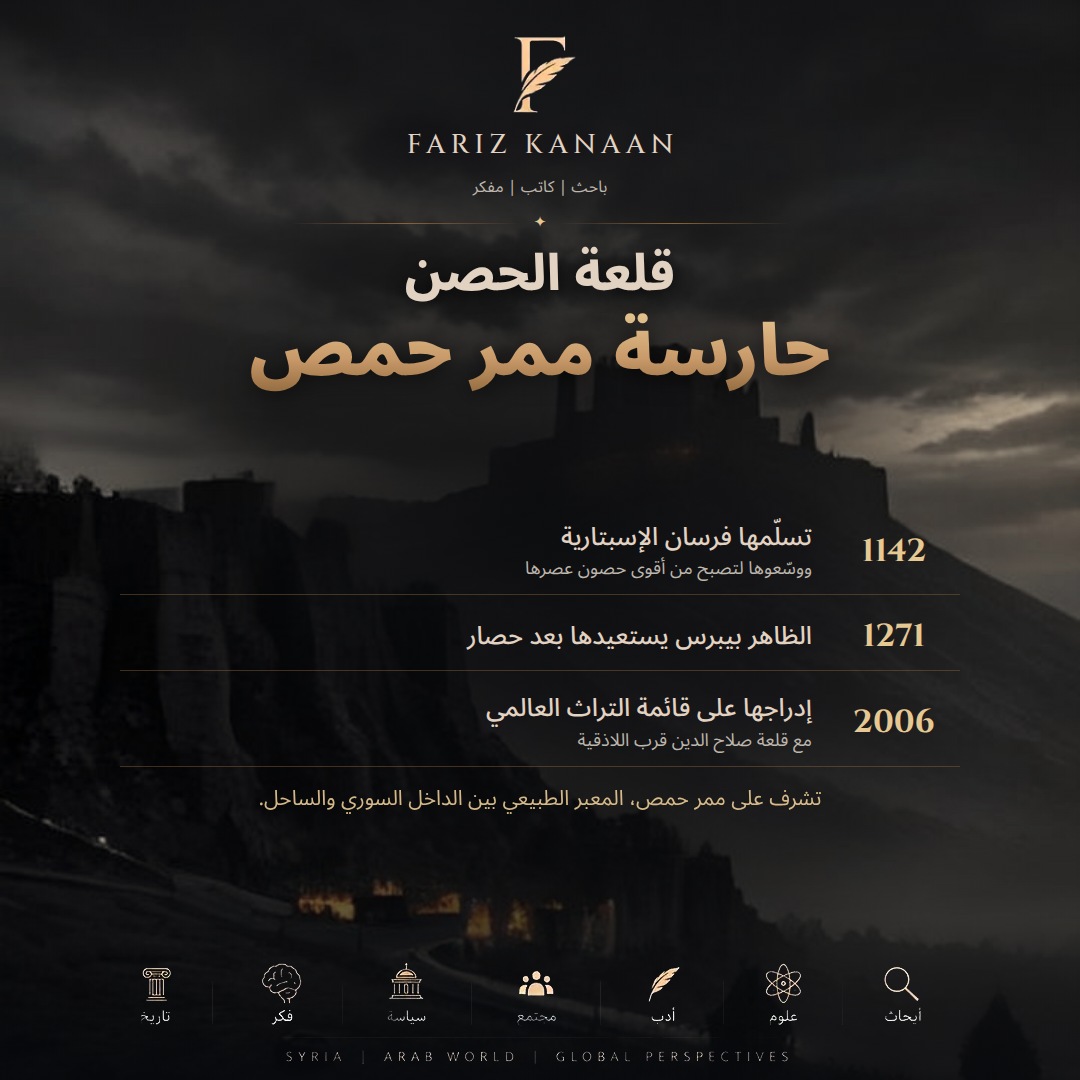 FARIZ KANAAN
باحث | كاتب | مفكر
قلعة الحصن
حارسة ممر حمص
1142
تسلّمها فرسان الإسبتارية
ووسّعوها لتصبح من أقوى حصون عصرها
1271
الظاهر بيبرس يستعيدها بعد حصار
2006
إدراجها على قائمة التراث العالمي
مع قلعة صلاح الدين قرب اللاذقية
تشرف على ممر حمص، المعبر الطبيعي بين الداخل السوري والساحل.
أبحاث
علوم
أدب
مجتمع
سياسة
فكر
تاريخ
SYRIA | ARAB WORLD | GLOBAL PERSPECTIVES